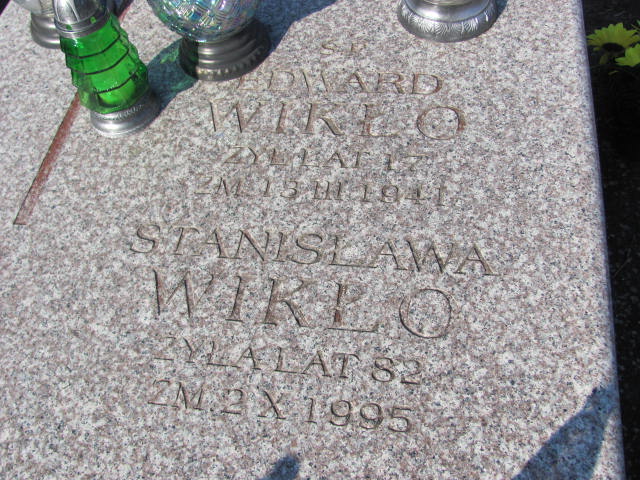 ŚP.
EDWARD
WIKŁO
ŻYŁ LAT 17
ZM. 15 III 1941
STANISŁAWA
WIKŁO
ŻYŁA LAT 82
ZM. 2 X 1995